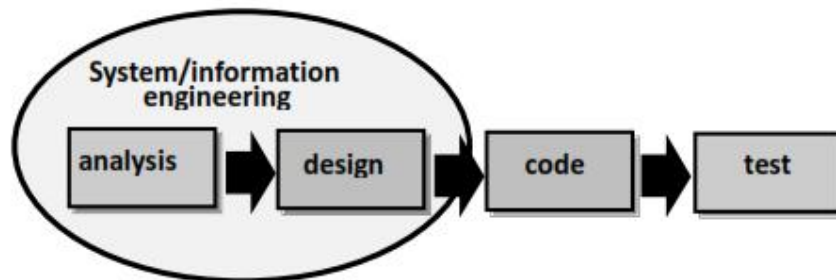 System/information
engineering
analysis
design
code
test